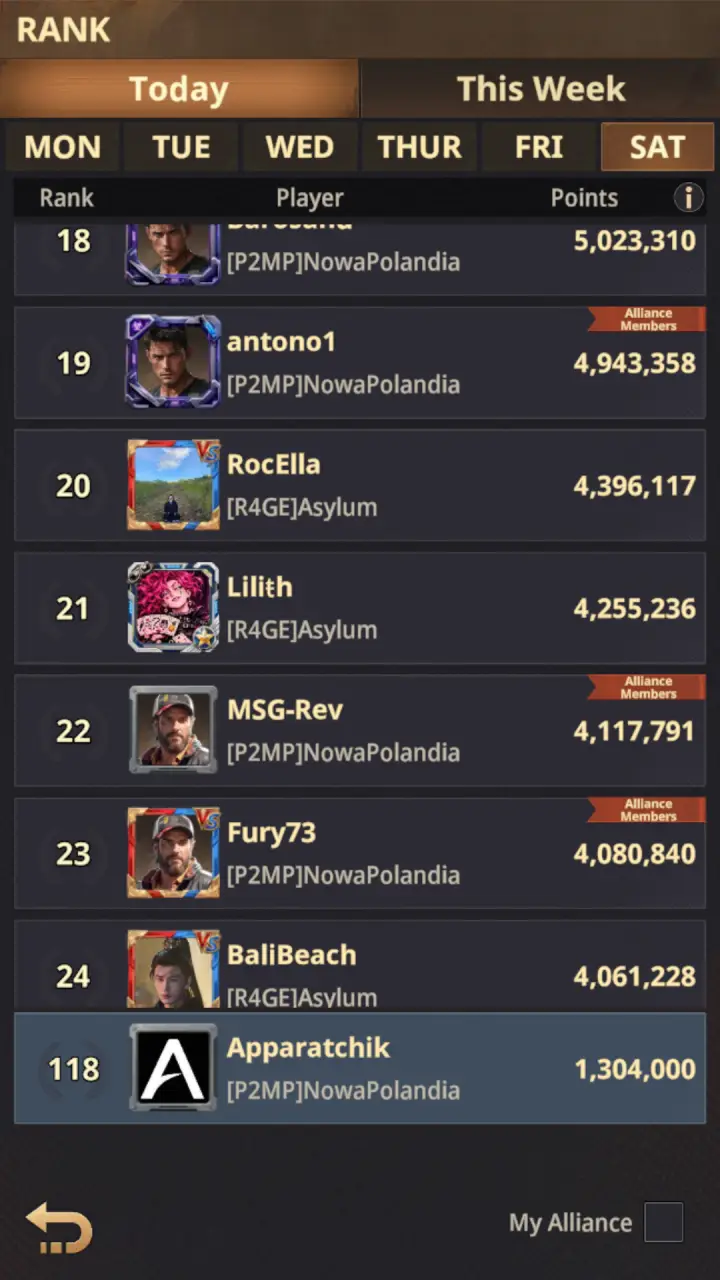 RANK
Today
This Week
MON
TUE
WED
THUR
FRI
SAT
Rank
Player
Points
18
[P2MP]NowaPolandia
5,023,310
19
antono1
[P2MP]NowaPolandia
Alliance
Members
4,943,358
20
RocElla
[R4GE]Asylum
4,396,117
VS
21
Lilith
[R4GE]Asylum
4,255,236
22
MSG-Rev
[P2MP]NowaPolandia
Alliance
Members
4,117,791
23
VS
Fury73
[P2MP]NowaPolandia
Alliance
Members
4,080,840
24
VS
BaliBeach
[R4GE]Asylum
4,061,228
118
A
Apparatchik
[P2MP]NowaPolandia
1,304,000
My Alliance